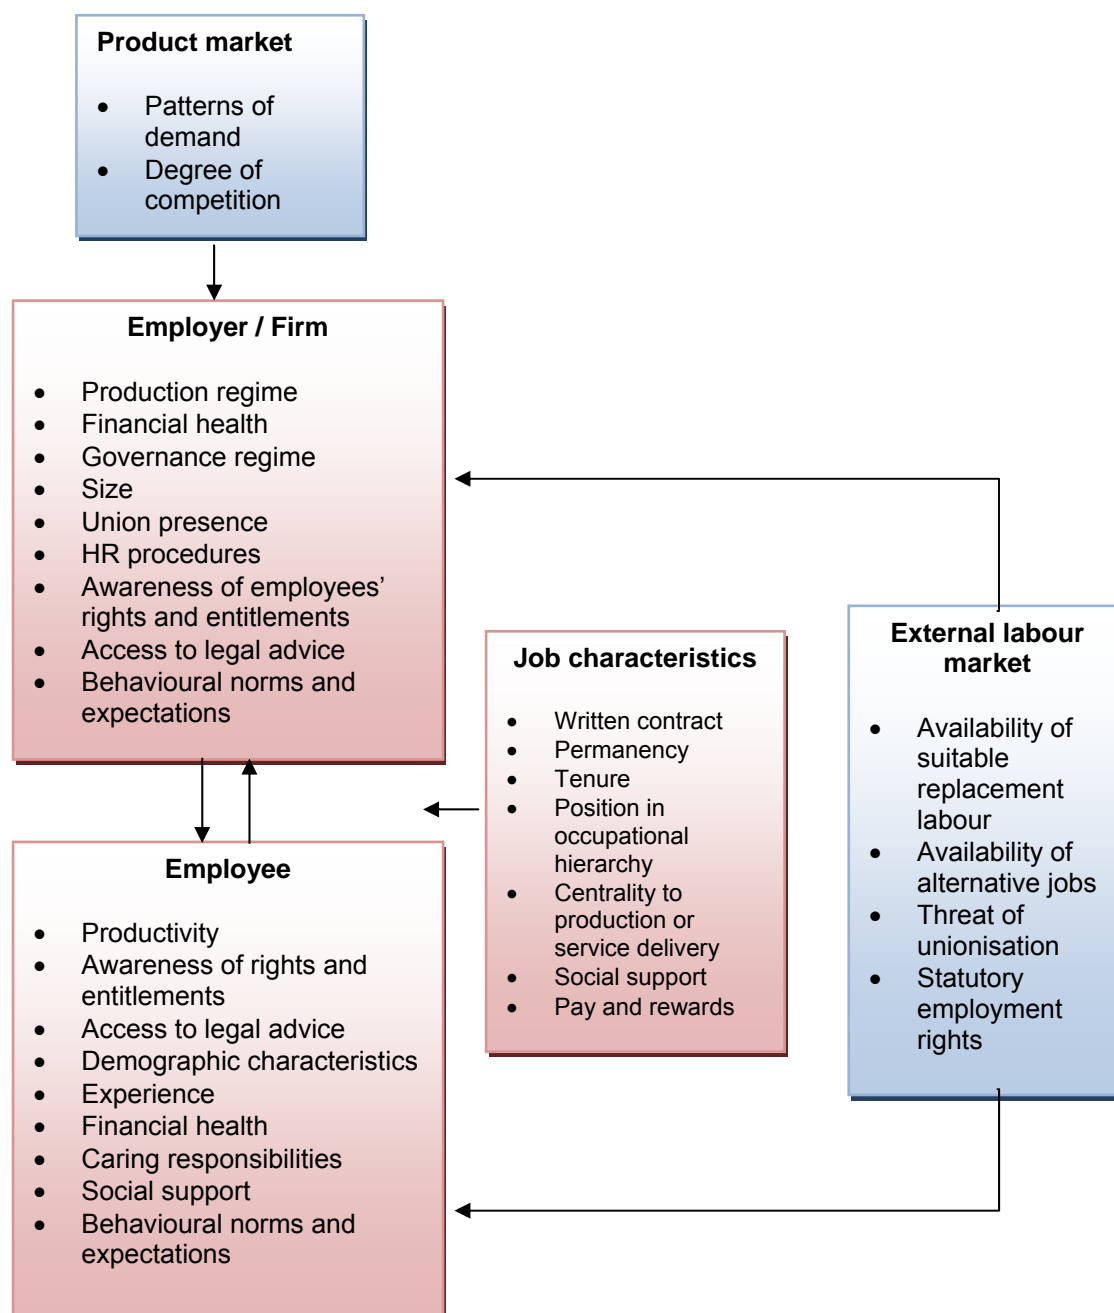 Product market
• Patterns of
demand
• Degree of
competition
Employer / Firm
• Production regime
• Financial health
• Governance regime
• Size
• Union presence
• HR procedures
• Awareness of employees’
rights and entitlements
• Access to legal advice
• Behavioural norms and
expectations
Job characteristics
• Written contract
• Permanency
• Tenure
• Position in
occupational
hierarchy
• Centrality to
production or
service delivery
• Social support
• Pay and rewards
External labour
market
• Availability of
suitable
replacement
labour
• Availability of
alternative jobs
• Threat of
unionisation
• Statutory
employment
rights
Employee
• Productivity
• Awareness of rights and
entitlements
• Access to legal advice
• Demographic characteristics
• Experience
• Financial health
• Caring responsibilities
• Social support
• Behavioural norms and
expectations